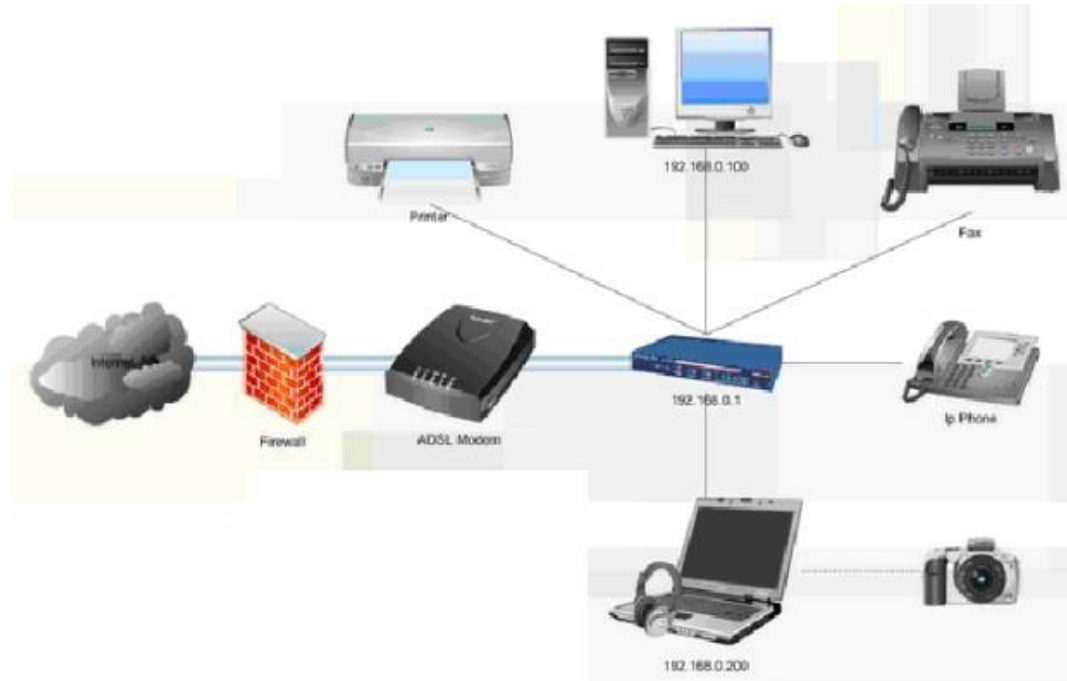 192.168.0.100
Printer
Fax
Internet
Firewall
ADSL Modem
192.168.0.1
Ip Phone
192.168.0.200